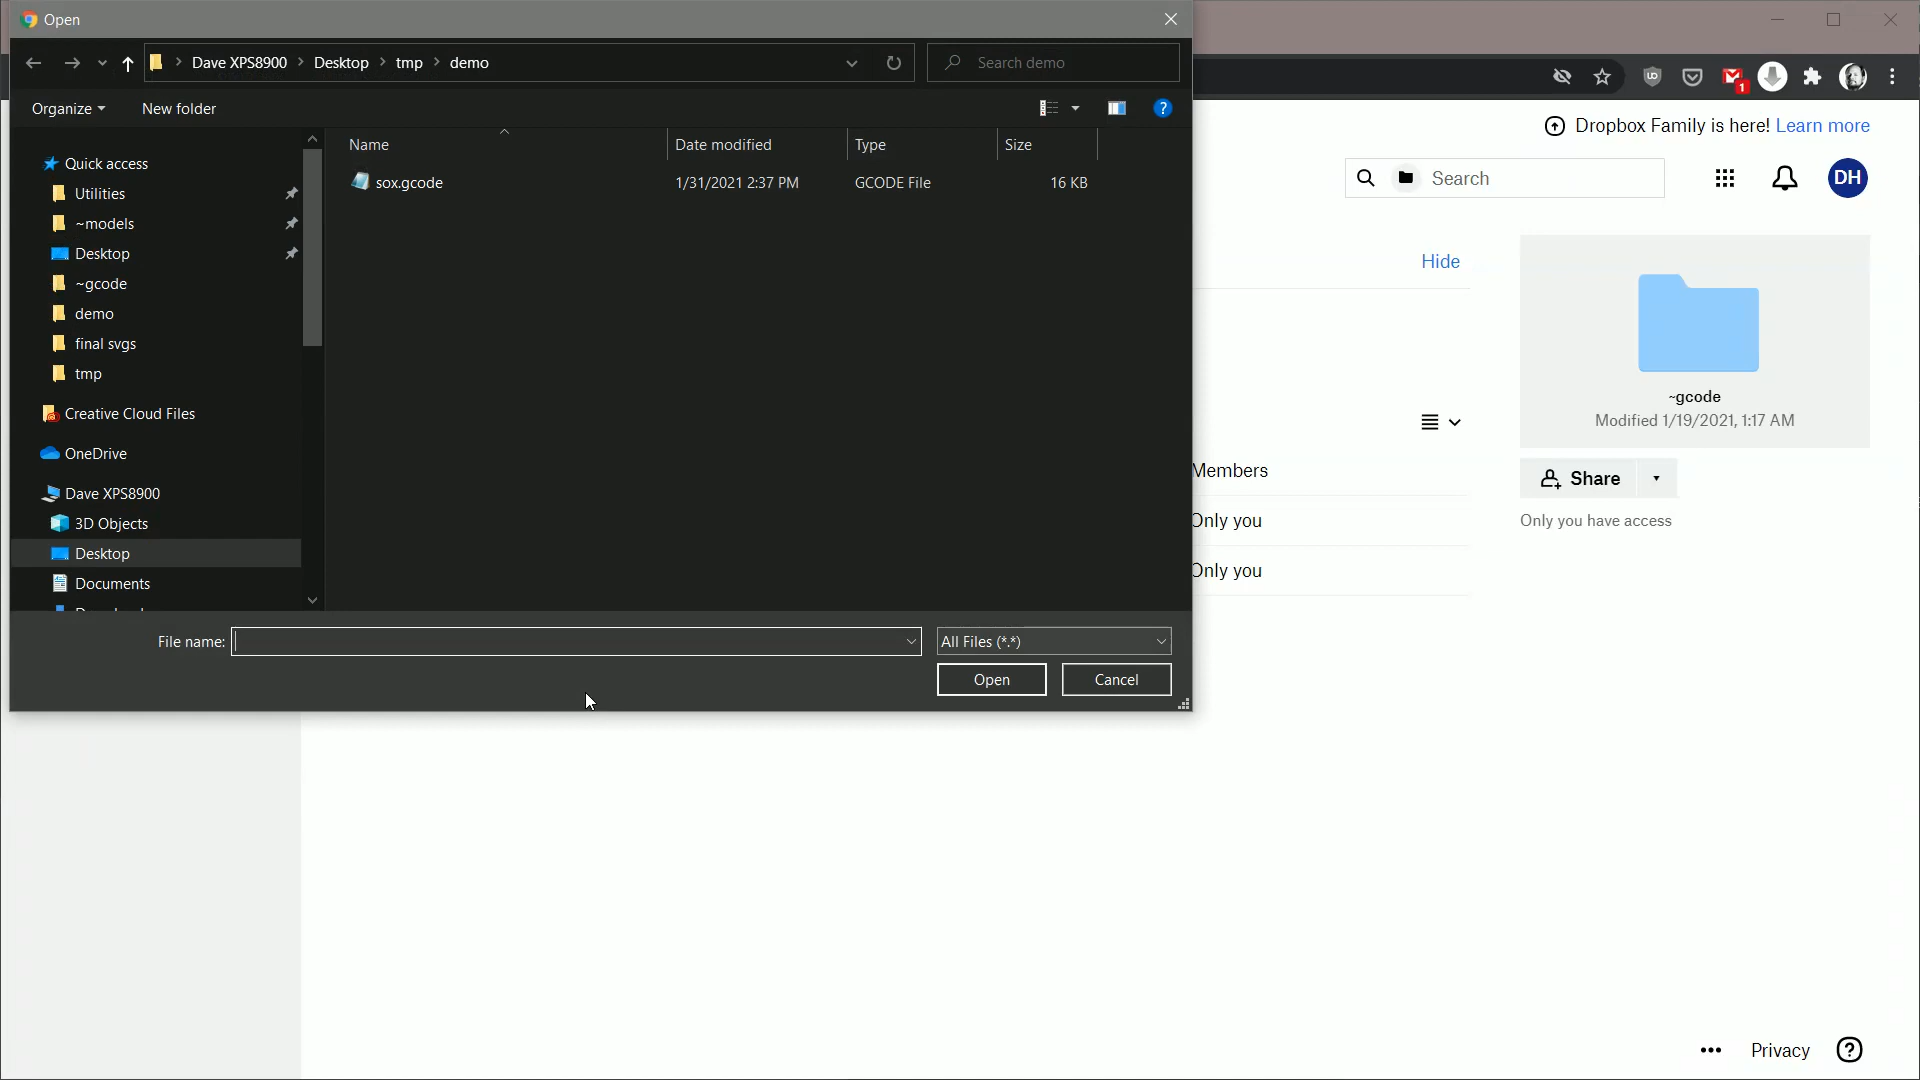 Open
Dave XPS8900 Desktop tmp demo
Search demo
Organize New folder
Name Date modified Type Size
sox.gcode 1/31/2021 2:37 PM GCODE File 16 KB
Quick access
Utilities
~models
Desktop
~gcode
demo
final svgs
tmp
Creative Cloud Files
OneDrive
Dave XPS8900
3D Objects
Desktop
Documents
File name:
All Files (*.*)
Open Cancel
1
Dropbox Family is here! Learn more
Search
DH
Hide
~gcode
Modified 1/19/2021, 1:17 AM
Members
Share
Only you
Only you have access
Only you
Privacy